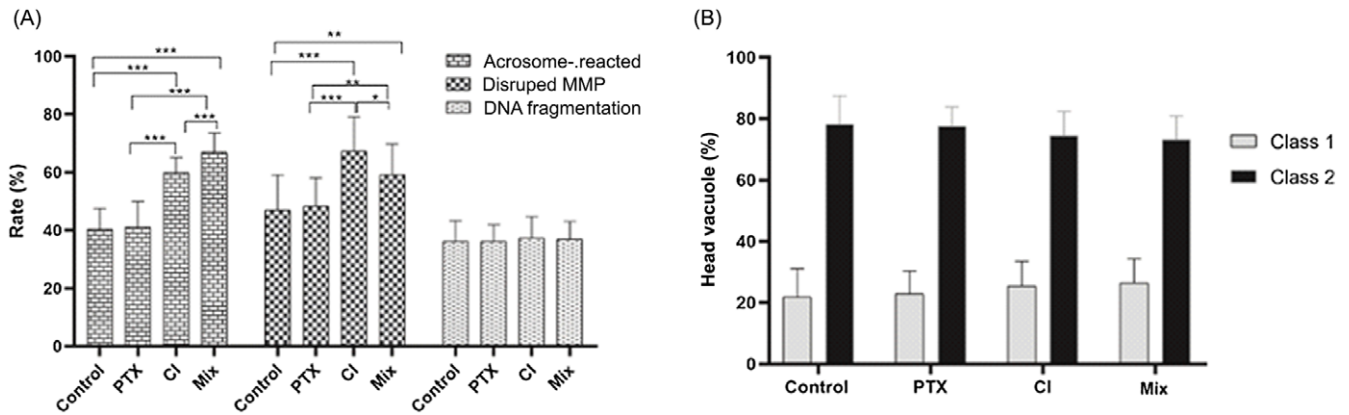 (A)
Rate (%)
100
80
60
40
20
0
***
***
***
***
***
**
***
**
***
*
Acrosome-.reacted
Disruped MMP
DNA fragmentation
Control
PTX
CI
Mix
Control
PTX
CI
Mix
Control
PTX
CI
Mix
(B)
Head vacuole (%)
100
80
60
40
20
0
Control
PTX
CI
Mix
Class 1
Class 2